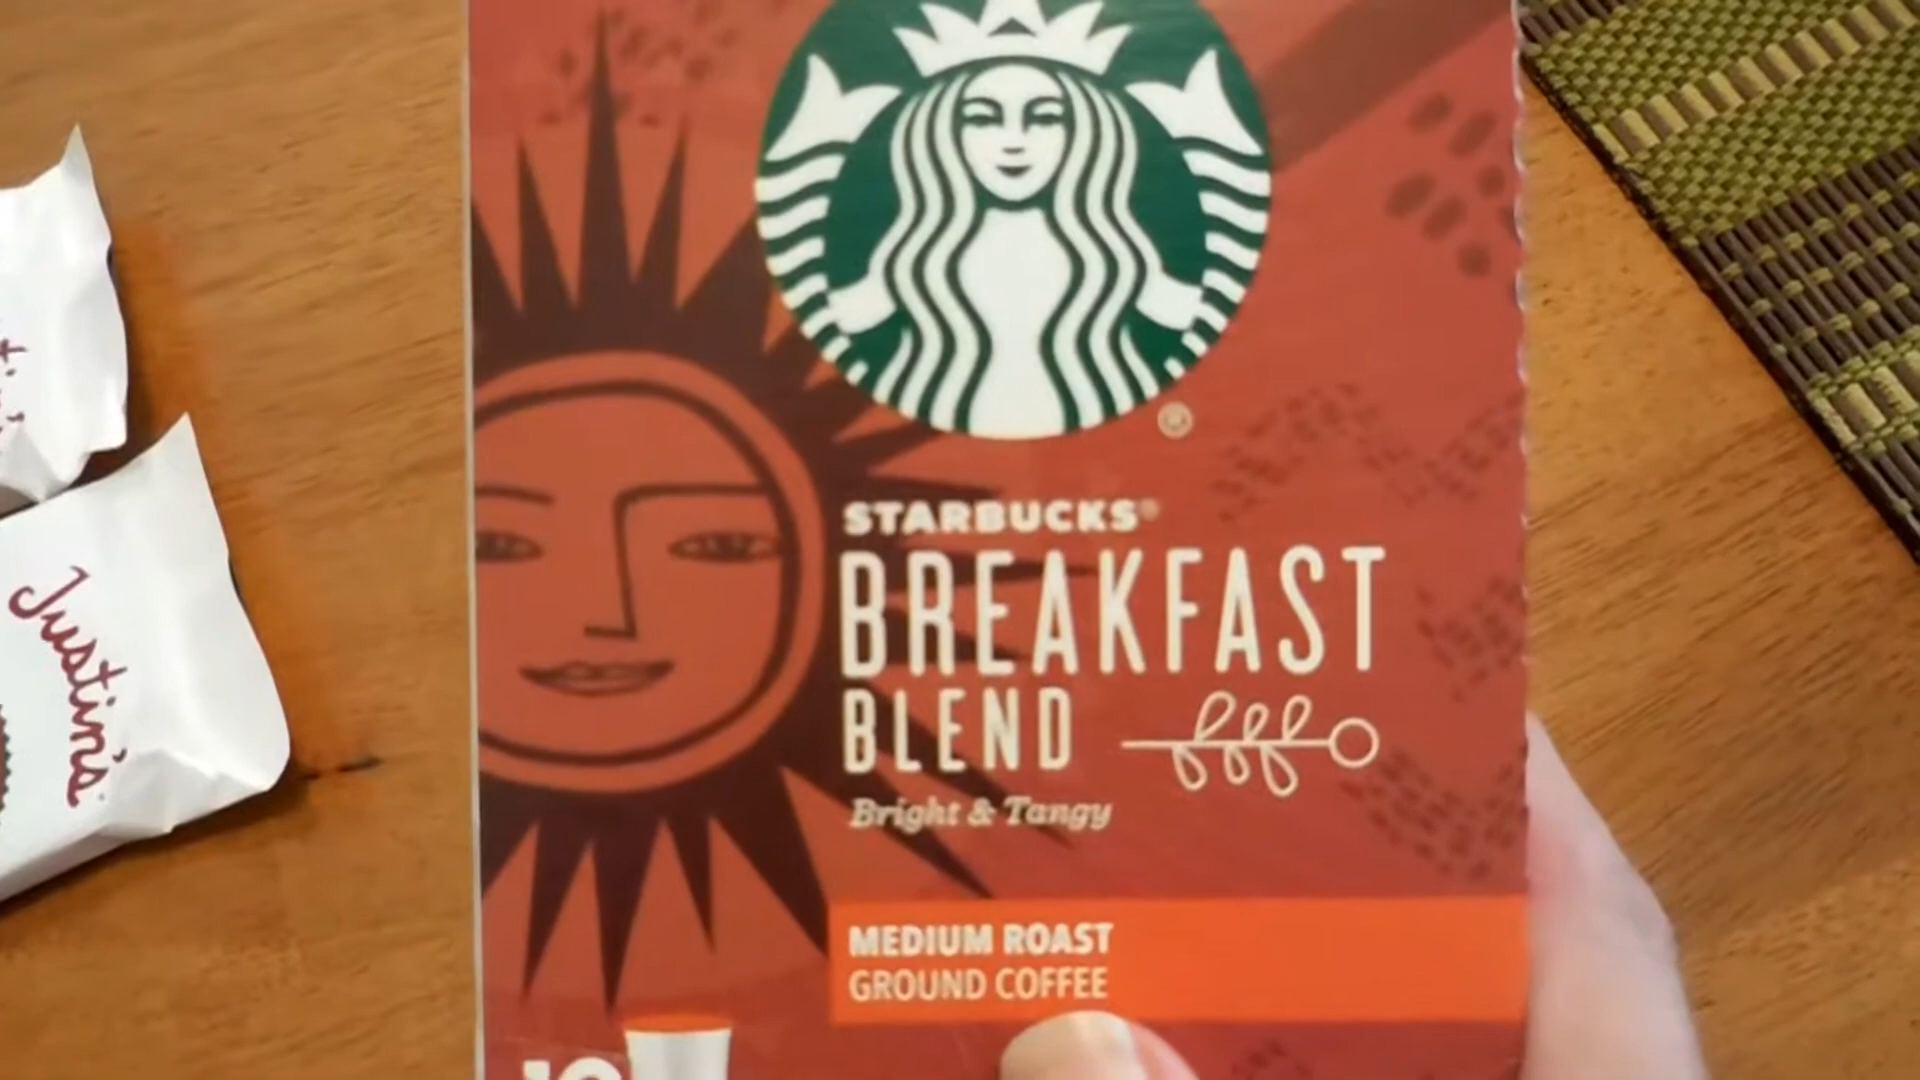 STARBUCKS®
BREAKFAST
BLEND
Bright & Tangy
MEDIUM ROAST
GROUND COFFEE
Justin's